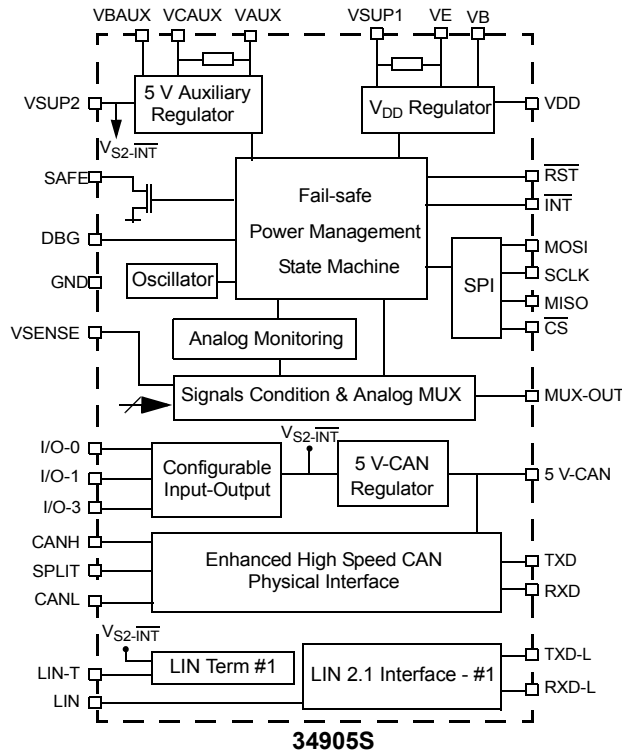 VBAUX VCAUX VAUX
VSUP1 VE VB
5 V Auxiliary
Regulator
V_DD Regulator
VSUP2
VDD
V_S2-INT
SAFE
Fail-safe
Power Management
State Machine
RST
INT
DBG
MOSI
SCLK
MISO
CS
SPI
GND
Oscillator
VSENSE
Analog Monitoring
Signals Condition & Analog MUX
MUX-OUT
I/O-0
I/O-1
I/O-3
Configurable
Input-Output
V_S2-INT
5 V-CAN
Regulator
5 V-CAN
CANH
SPLIT
CANL
Enhanced High Speed CAN
Physical Interface
TXD
RXD
V_S2-INT
LIN-T
LIN Term #1
LIN
LIN 2.1 Interface - #1
TXD-L
RXD-L
34905S